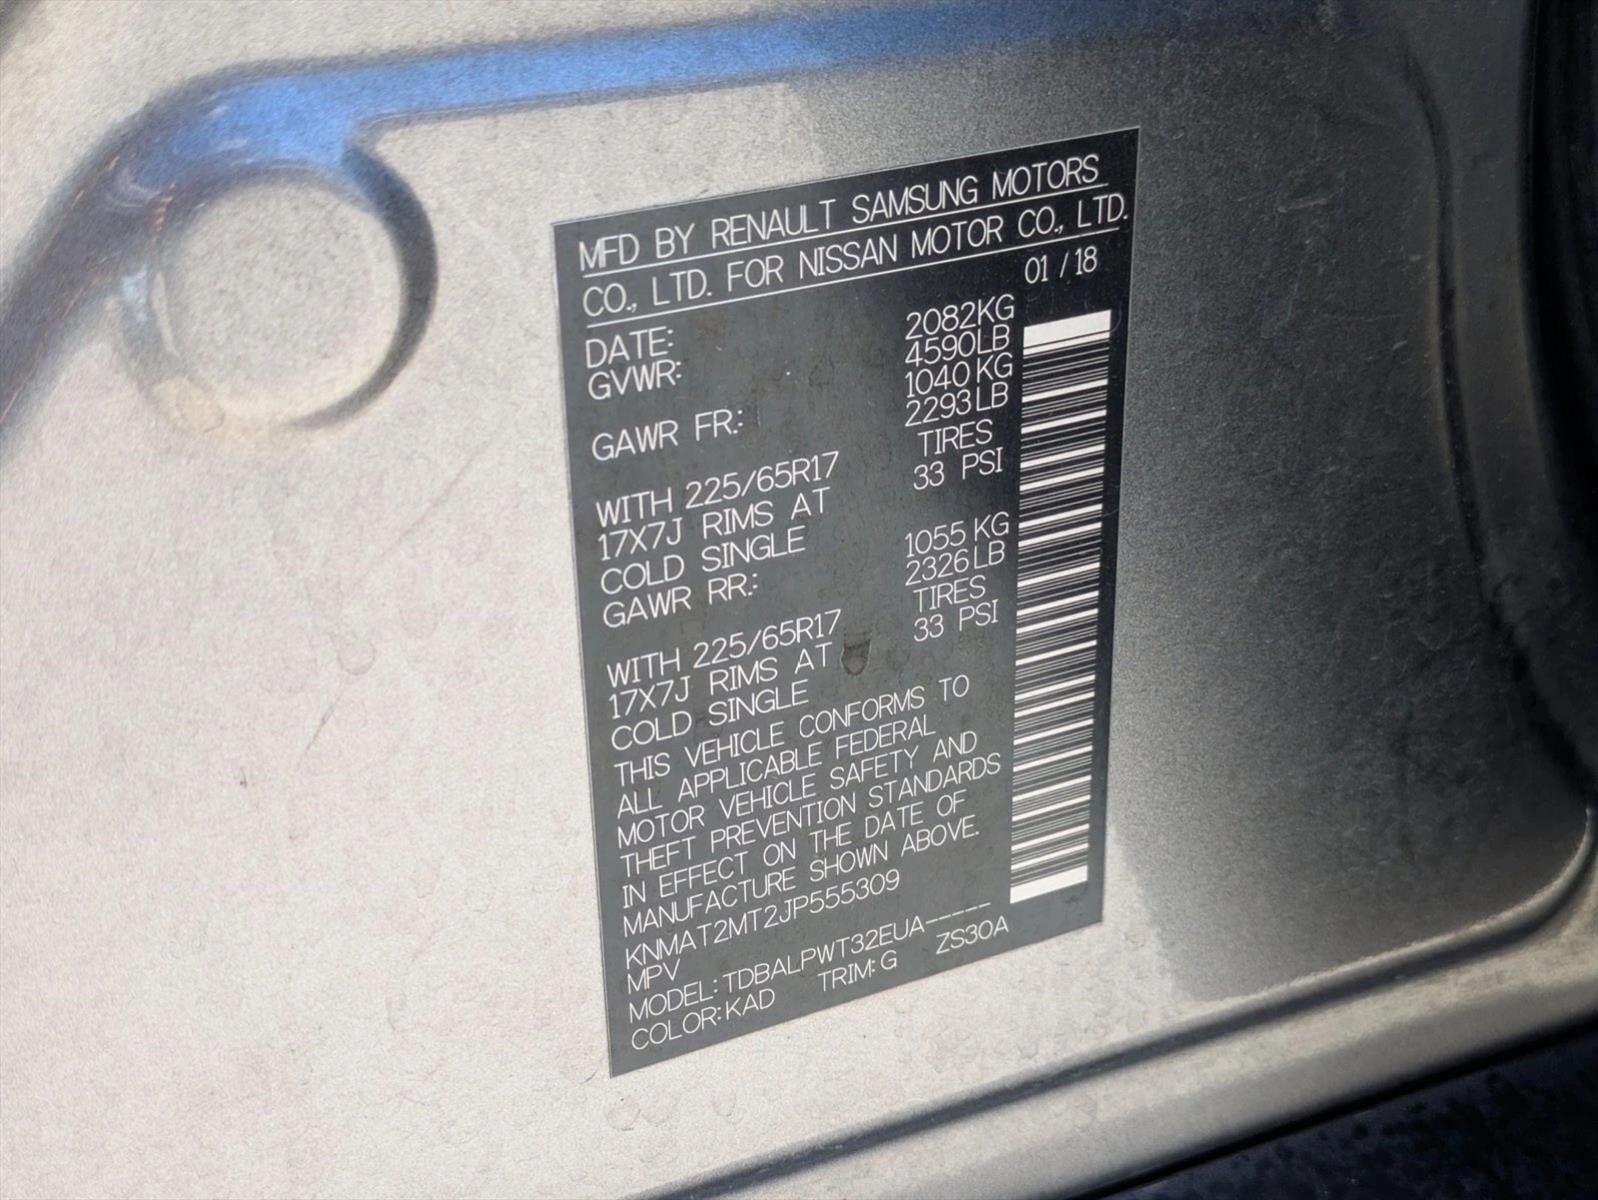 MFD BY RENAULT SAMSUNG MOTORS
CO., LTD. FOR NISSAN MOTOR CO., LTD.
DATE: 01 / 18
GVWR: 2082KG
4590LB
GAWR FR.: 1040 KG
2293LB
WITH 225/65R17 TIRES
17X7J RIMS AT 33 PSI
COLD SINGLE
GAWR RR.: 1055 KG
2326LB
WITH 225/65R17 TIRES
17X7J RIMS AT 33 PSI
COLD SINGLE
THIS VEHICLE CONFORMS TO
ALL APPLICABLE FEDERAL
MOTOR VEHICLE SAFETY AND
THEFT PREVENTION STANDARDS
IN EFFECT ON THE DATE OF
MANUFACTURE SHOWN ABOVE.
KNMAT2MT2JP555309
MPV
MODEL: TDBALPWT32EUA-----
COLOR: KAD TRIM: G ZS30A